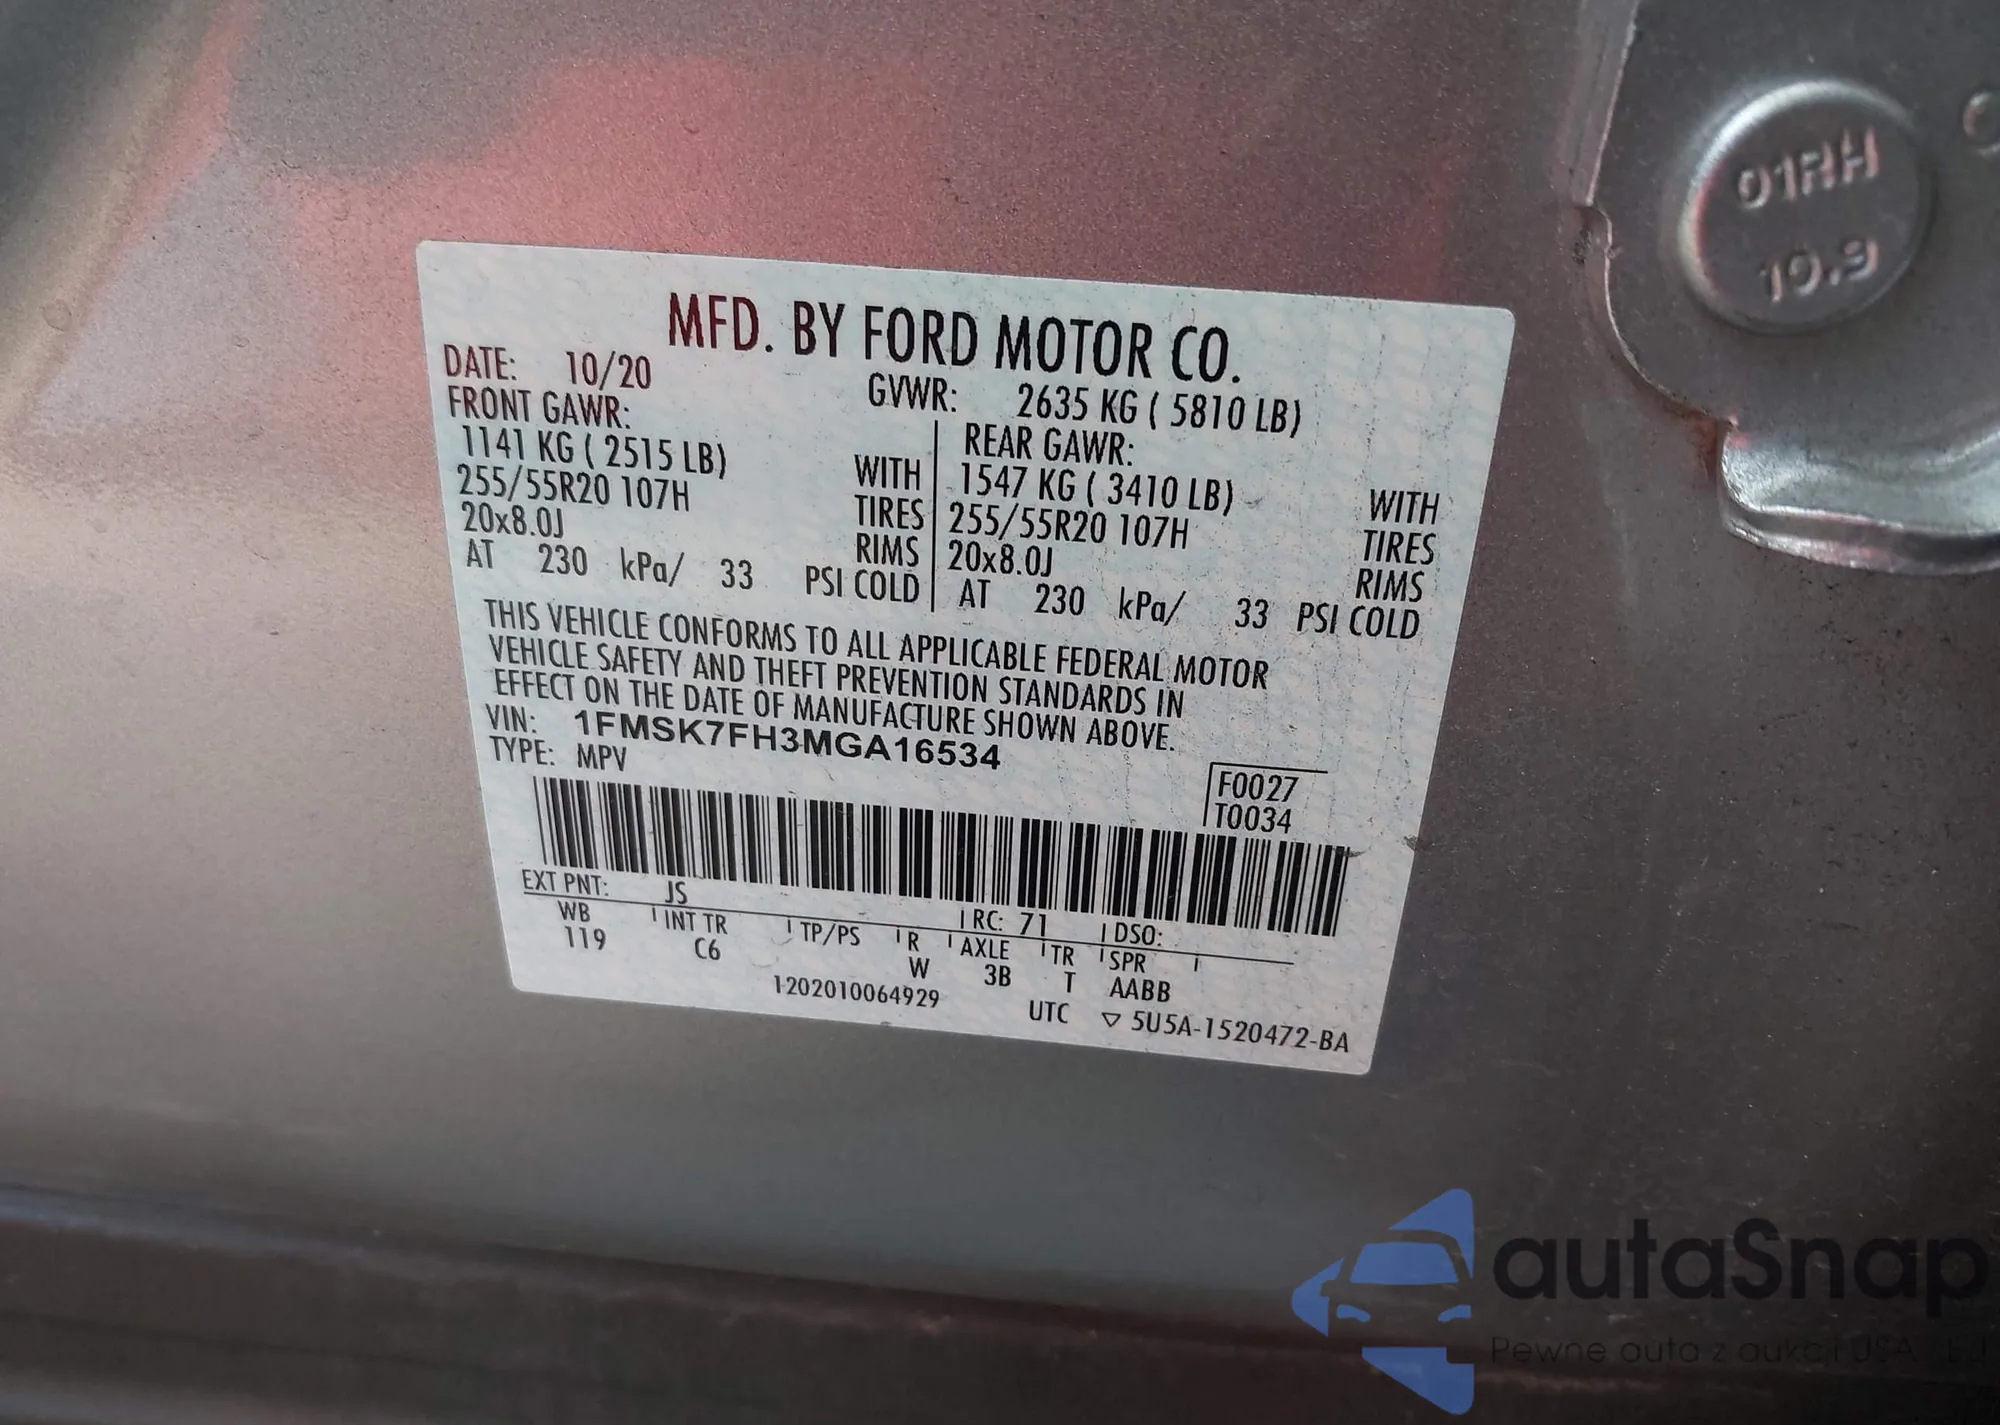 01RH
10.9
MFD. BY FORD MOTOR CO.
DATE: 10/20 GVWR: 2635 KG ( 5810 LB)
FRONT GAWR: REAR GAWR:
1141 KG ( 2515 LB) WITH 1547 KG ( 3410 LB) WITH
255/55R20 107H TIRES 255/55R20 107H TIRES
20x8.0J RIMS 20x8.0J RIMS
AT 230 kPa/ 33 PSI COLD AT 230 kPa/ 33 PSI COLD
THIS VEHICLE CONFORMS TO ALL APPLICABLE FEDERAL MOTOR
VEHICLE SAFETY AND THEFT PREVENTION STANDARDS IN
EFFECT ON THE DATE OF MANUFACTURE SHOWN ABOVE.
VIN: 1FMSK7FH3MGA16534
TYPE: MPV
F0027
T0034
EXT PNT: JS RC: 71 DSO:
WB INT TR TP/PS R AXLE TR SPR
119 C6 W 3B T AABB
1202010064929 UTC ▽ 5U5A-1520472-BA
autaSnap
Pewne auta z aukcji USA i EU